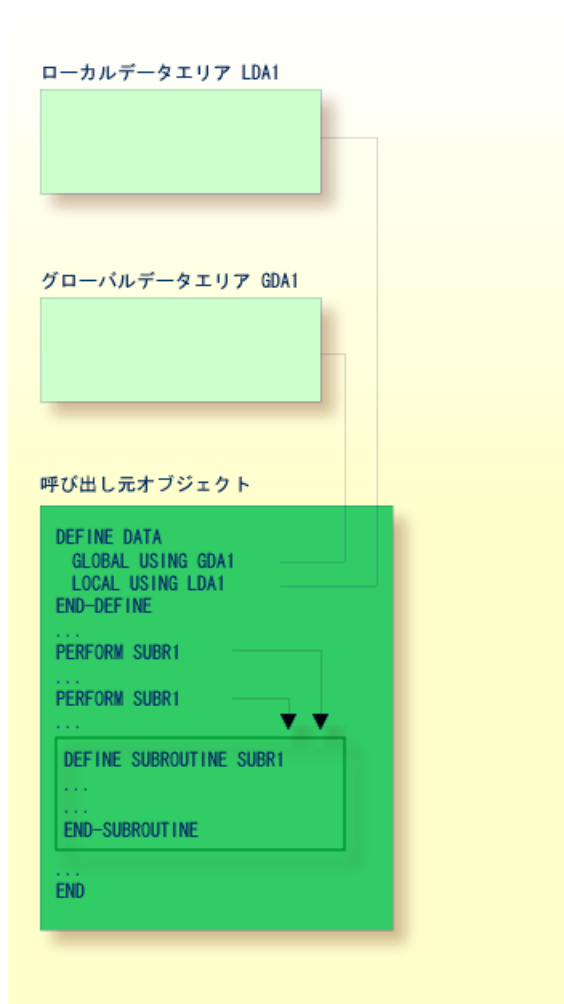 ローカルデータエリア LDA1
グローバルデータエリア GDA1
呼び出し元オブジェクト
DEFINE DATA
GLOBAL USING GDA1
LOCAL USING LDA1
END-DEFINE
...
PERFORM SUBR1
...
PERFORM SUBR1
...
DEFINE SUBROUTINE SUBR1
...
...
END-SUBROUTINE
...
END